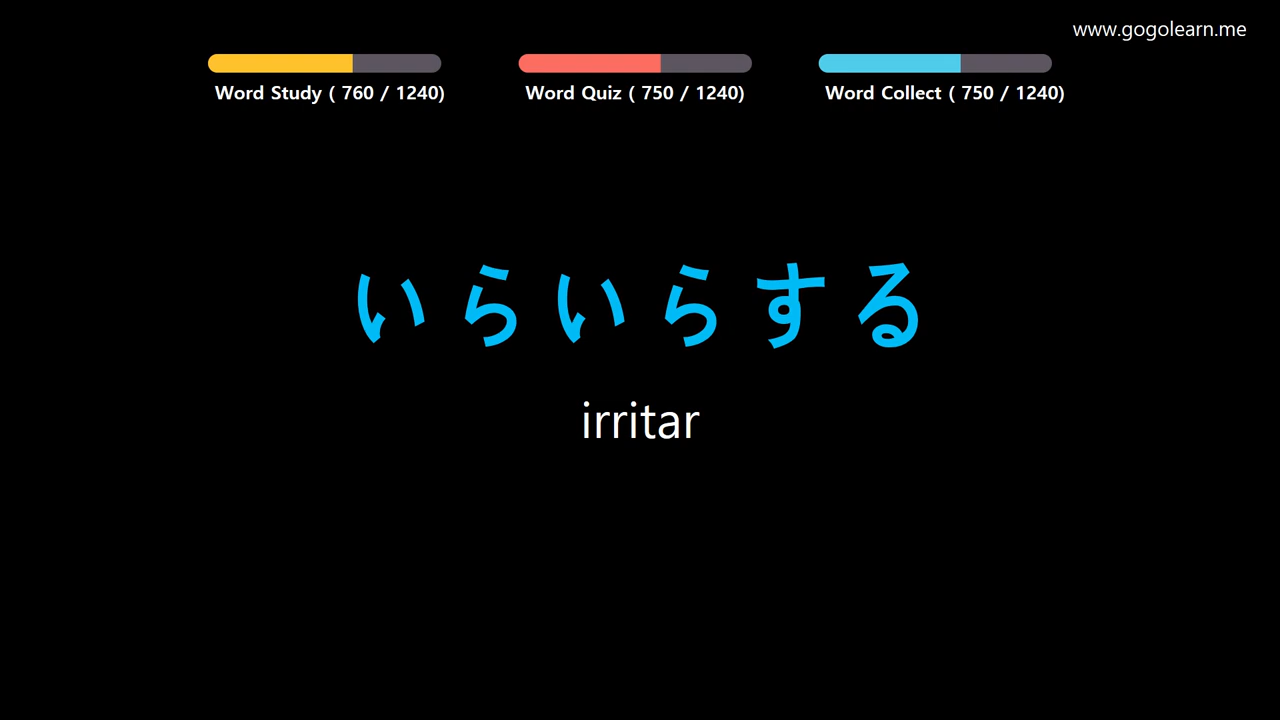 www.gogolearn.me
Word Study ( 760 / 1240)
Word Quiz ( 750 / 1240)
Word Collect ( 750 / 1240)
いらいらする
irritar